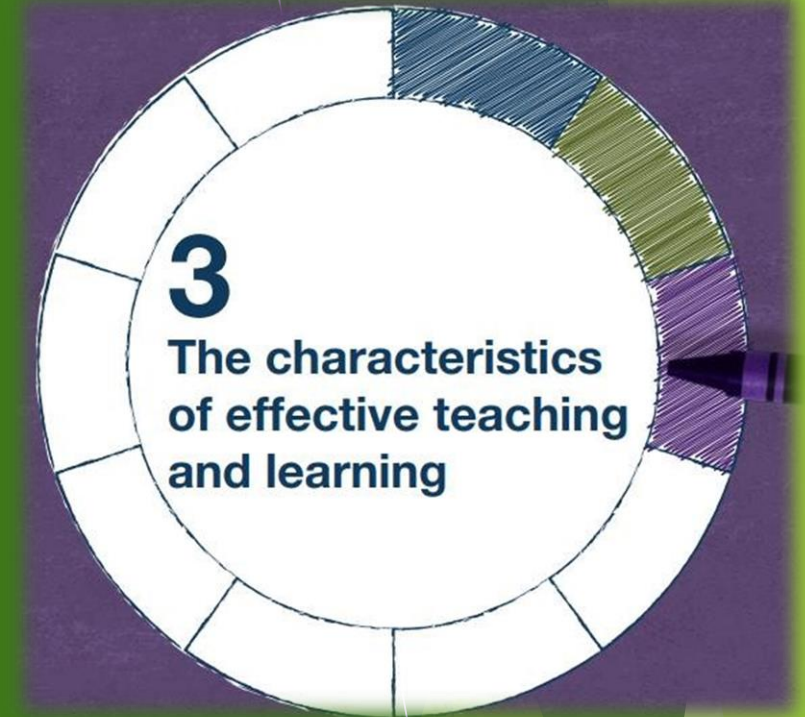 3
The characteristics
of effective teaching
and learning